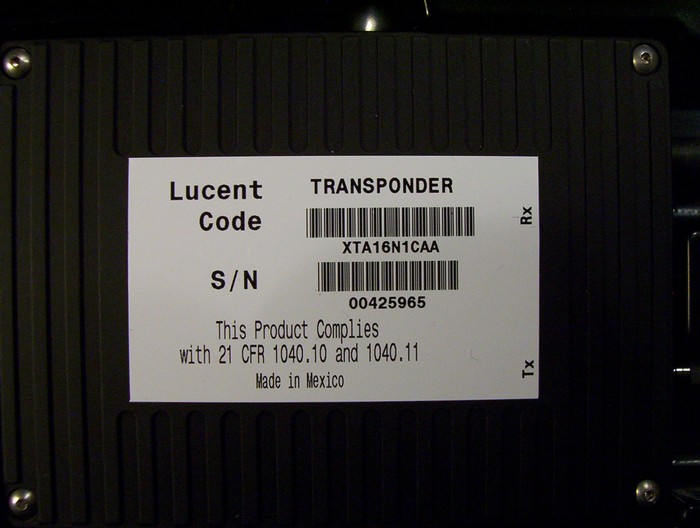 Lucent Code
TRANSPONDER
XTA16N1CAA
S/N
00425965
This Product Complies
with 21 CFR 1040.10 and 1040.11
Made in Mexico
Rx
Tx